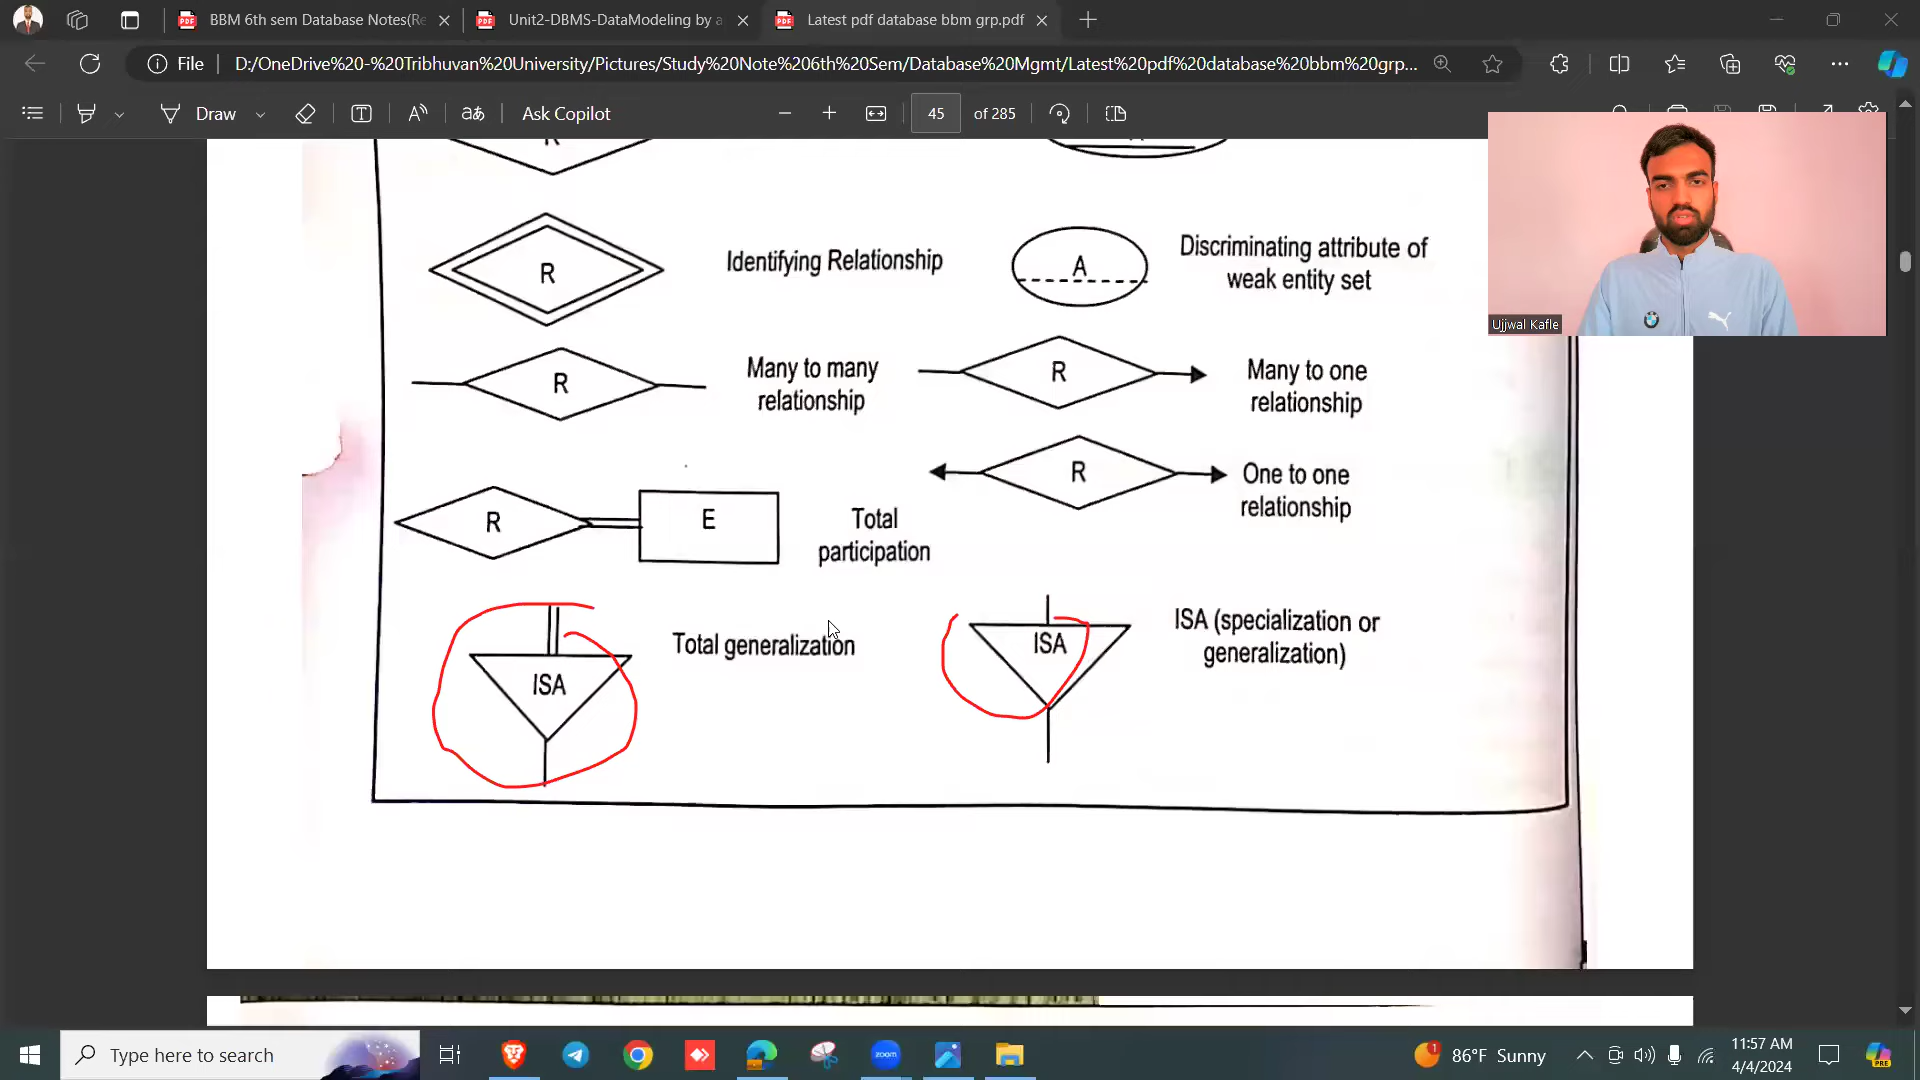 BBM 6th sem Database Notes(Re
Unit2-DBMS-DataModeling by a
Latest pdf database bbm grp.pdf
File
D:/OneDrive%20-%20Tribhuvan%20University/Pictures/Study%20Note%206th%20Sem/Database%20Mgmt/Latest%20pdf%20database%20bbm%20grp...
Draw
Ask Copilot
45
of 285
R
Identifying Relationship
A
Discriminating attribute of
weak entity set
Ujjwal Kafle
R
Many to many
relationship
R
Many to one
relationship
R
One to one
relationship
R
E
Total
participation
ISA
Total generalization
ISA
ISA (specialization or
generalization)
Type here to search
zoom
1
86°F Sunny
11:57 AM
4/4/2024